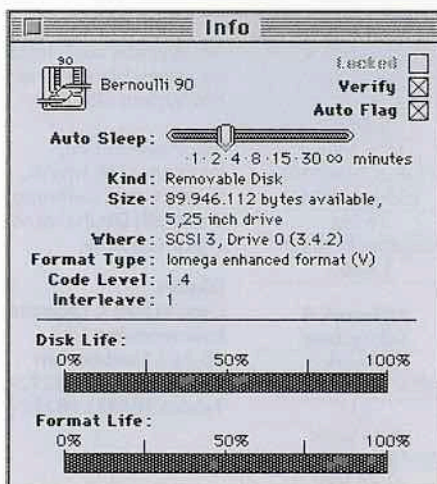 Info
90
Bernoulli 90
Locked
Verify
Auto Flag
Auto Sleep:
·1·2·4·8·15·30 ∞ minutes
Kind: Removable Disk
Size: 89.946.112 bytes available,
5,25 inch drive
Where: SCSI 3, Drive 0 (3.4.2)
Format Type: Iomega enhanced format (V)
Code Level: 1.4
Interleave: 1
Disk Life:
0% 50% 100%
Format Life:
0% 50% 100%